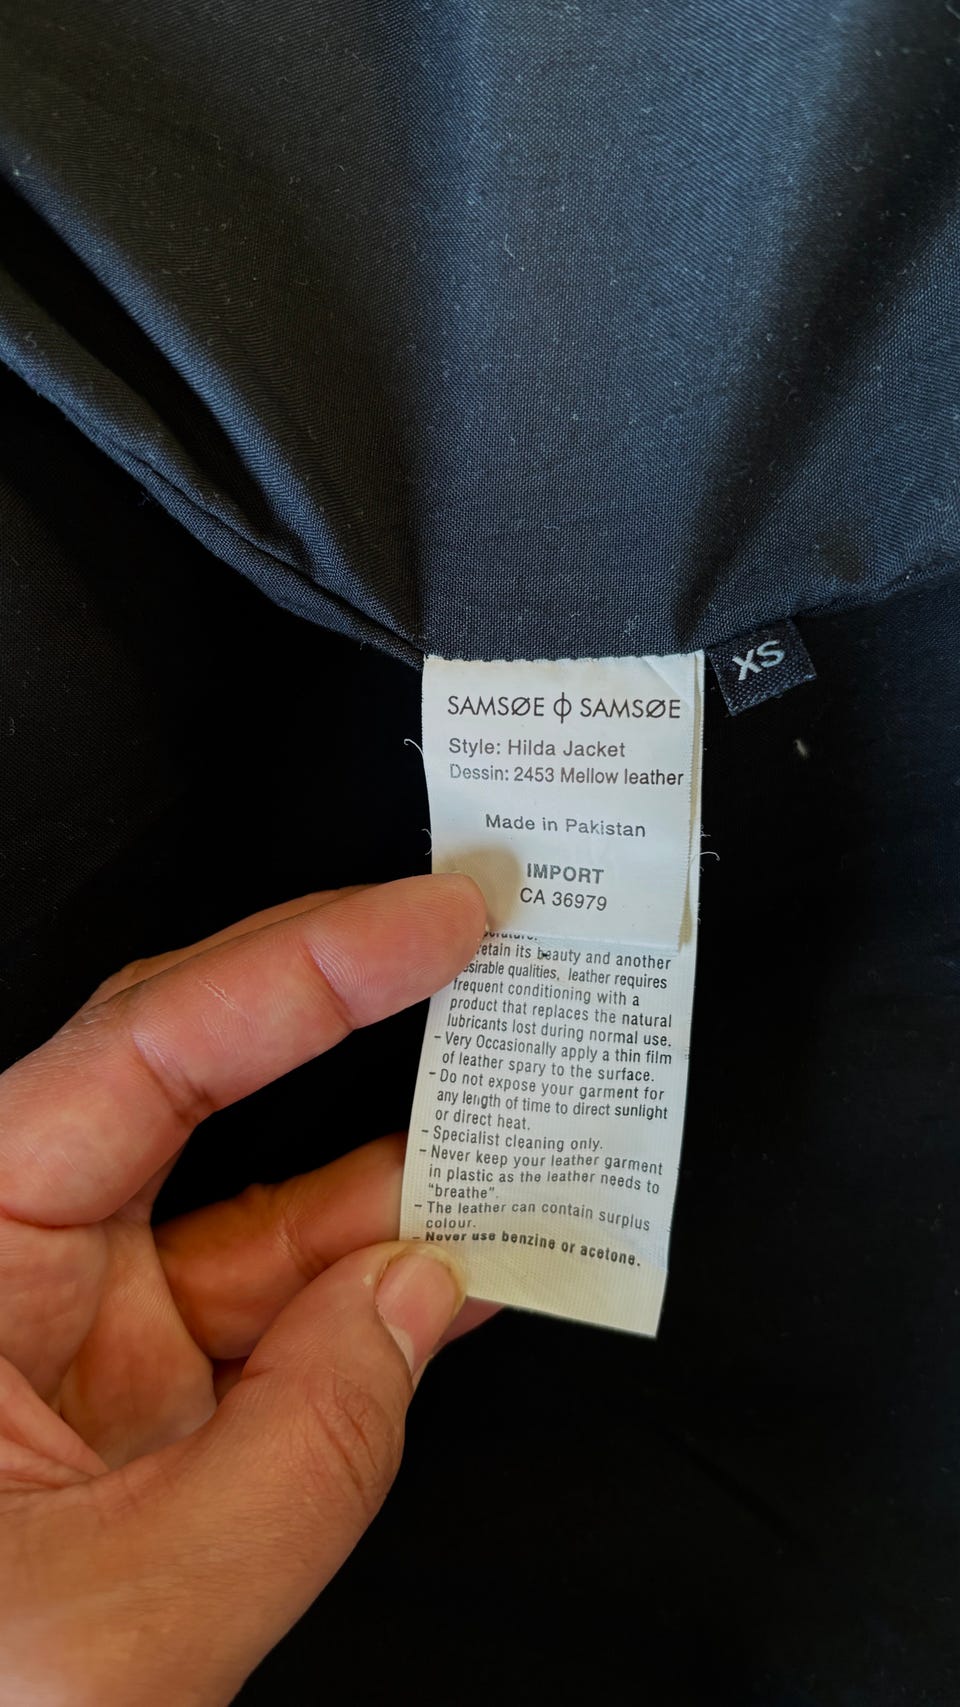 SAMSØE ɸ SAMSØE
XS
Style: Hilda Jacket
Dessin: 2453 Mellow leather
Made in Pakistan
IMPORT
CA 36979
its beauty and another
qualities, leather requires
frequent conditioning with a
product that replaces the natural
lubricants lost during normal use.
- Very Occasionally apply a thin film
of leather spary to the surface.
- Do not expose your garment for
any length of time to direct sunlight
or direct heat.
- Specialist cleaning only.
- Never keep your leather garment
in plastic as the leather needs to
"breathe".
- The leather can contain surplus
colour.
- Never use benzine or acetone.